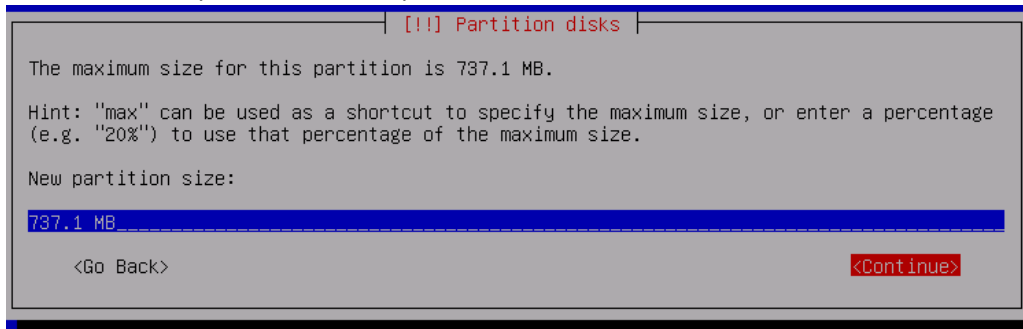 [!!] Partition disks
The maximum size for this partition is 737.1 MB.
Hint: "max" can be used as a shortcut to specify the maximum size, or enter a percentage
(e.g. "20%") to use that percentage of the maximum size.
New partition size:
737.1 MB
<Go Back> <Continue>